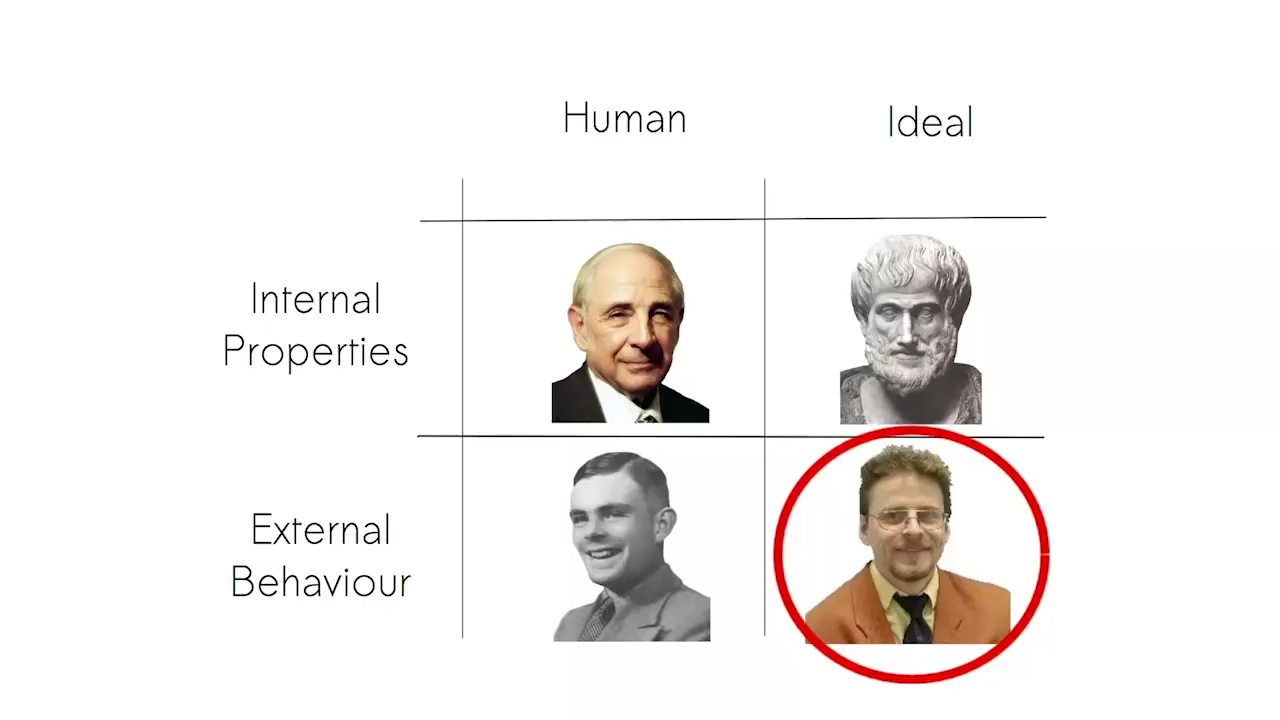 Human
Ideal
Internal
Properties
External
Behaviour